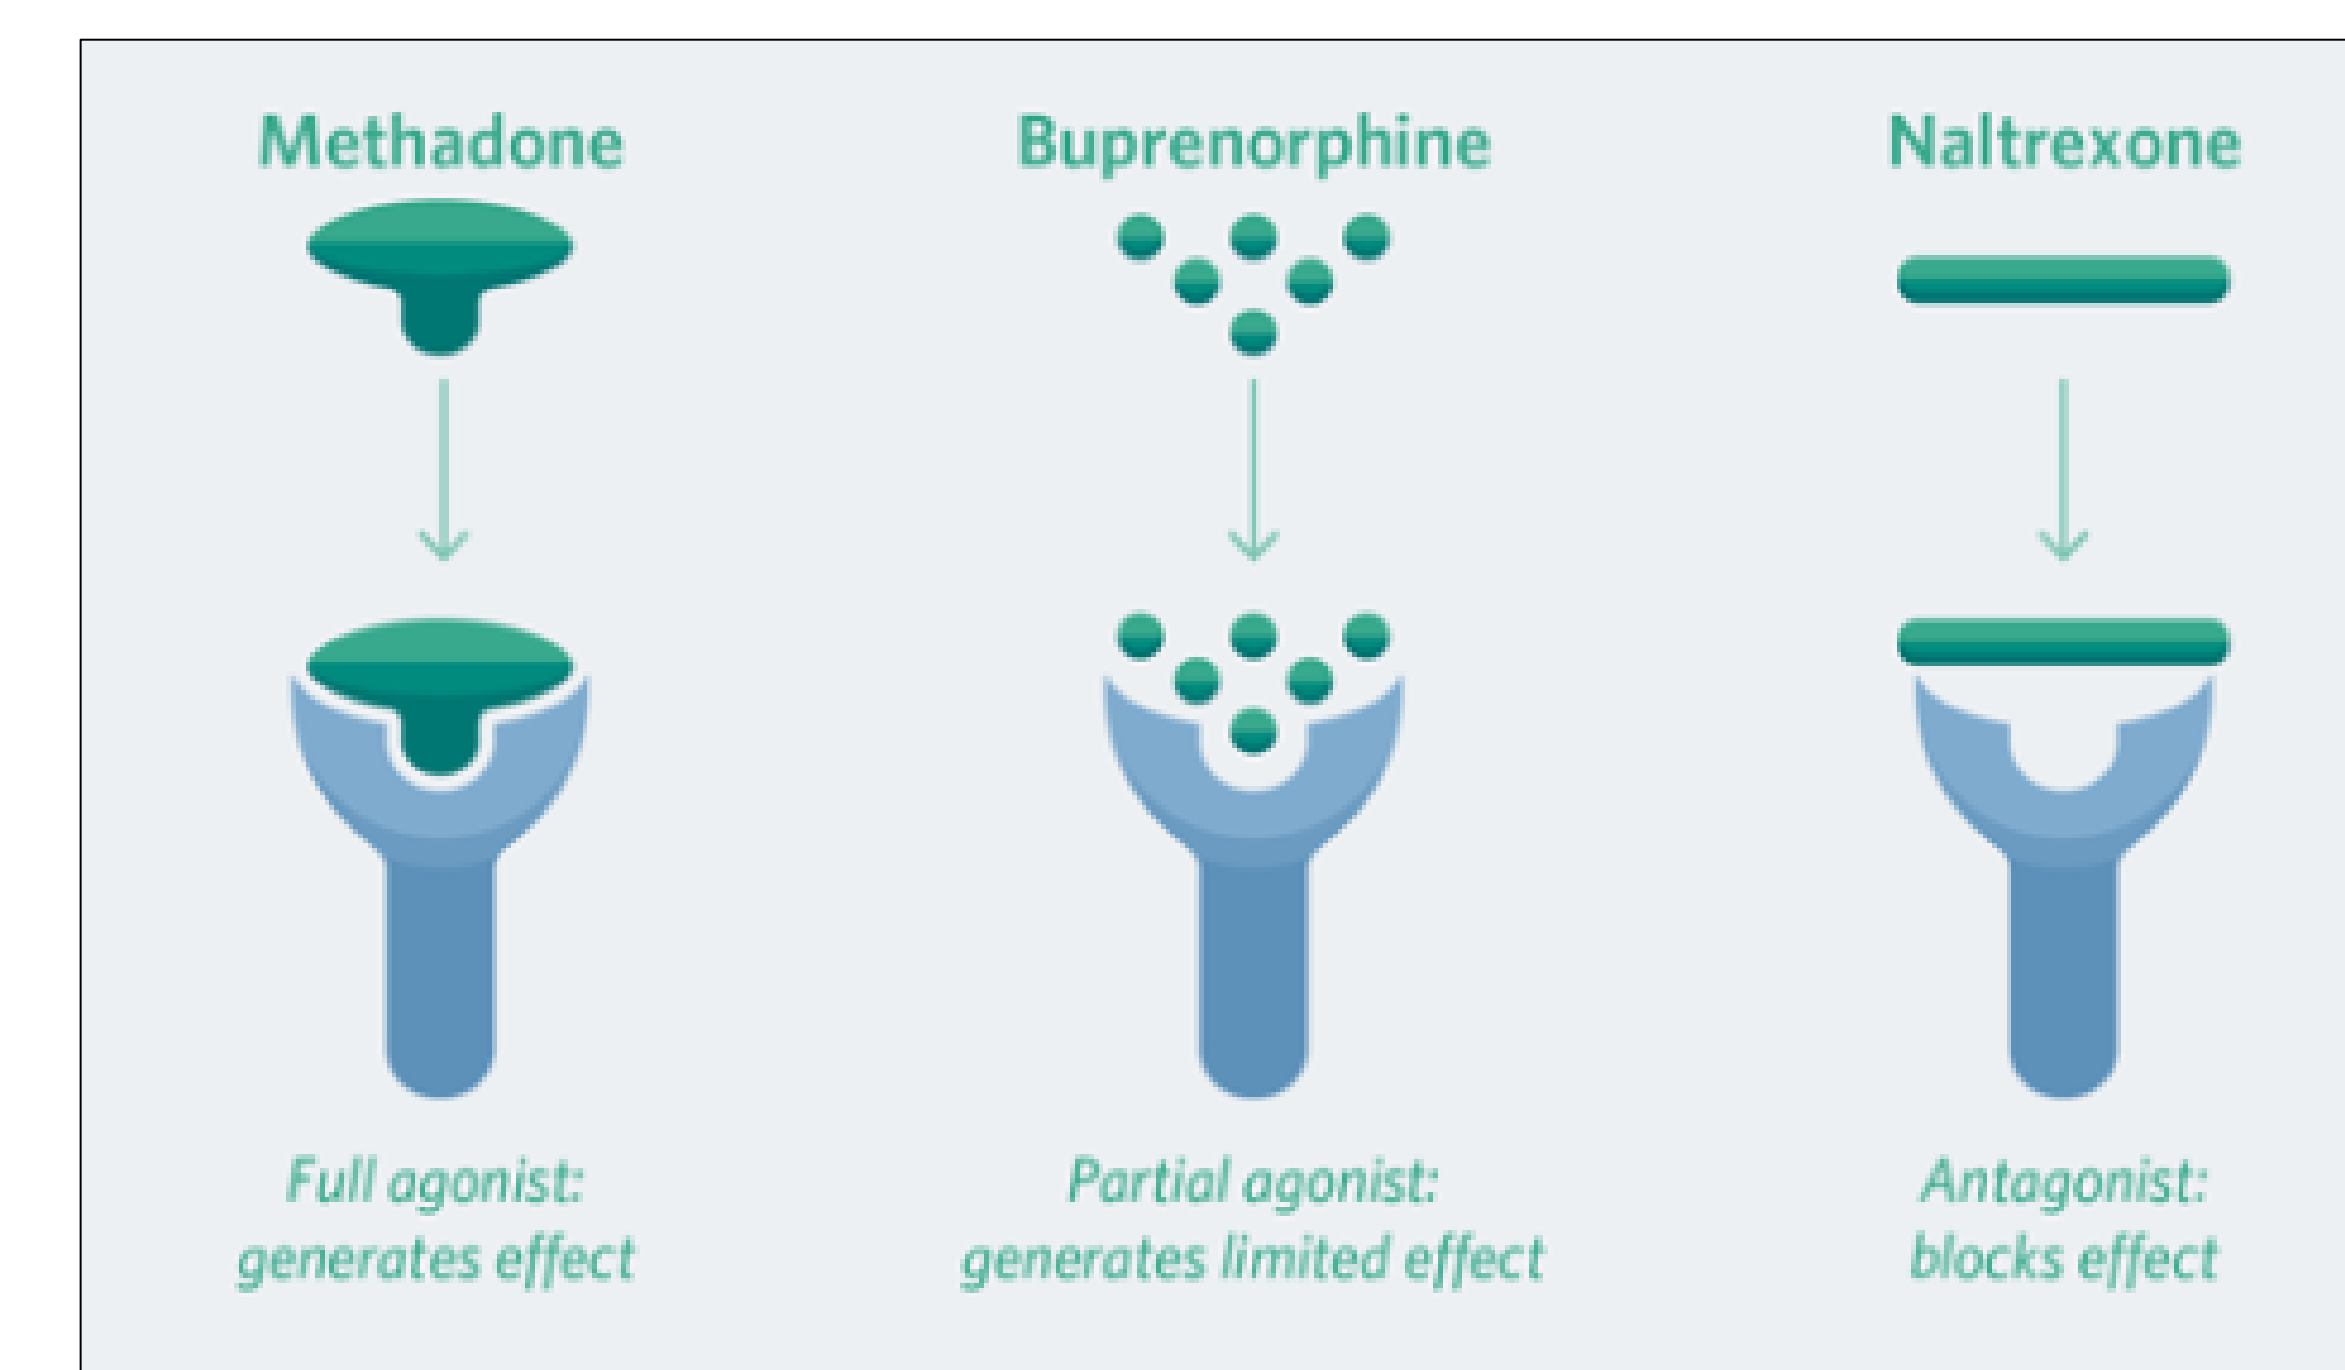 Methadone
Buprenorphine
Naltrexone
Full agonist:
generates effect
Partial agonist:
generates limited effect
Antagonist:
blocks effect